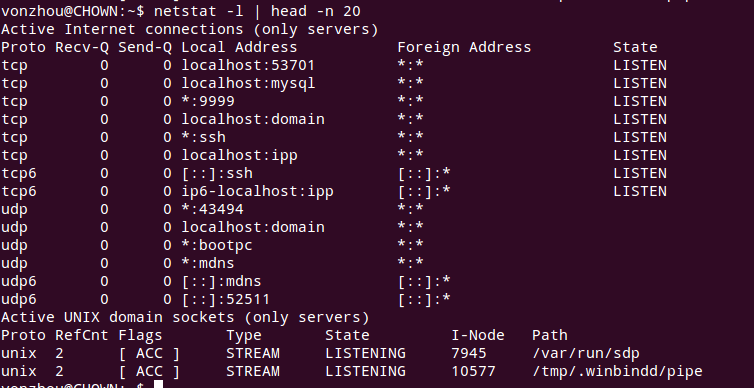 vonzhou@CHOWN:~$ netstat -l | head -n 20
Active Internet connections (only servers)
Proto Recv-Q Send-Q Local Address           Foreign Address         State
tcp        0      0 localhost:53701         *:*                     LISTEN
tcp        0      0 localhost:mysql         *:*                     LISTEN
tcp        0      0 *:9999                  *:*                     LISTEN
tcp        0      0 localhost:domain        *:*                     LISTEN
tcp        0      0 *:ssh                   *:*                     LISTEN
tcp        0      0 localhost:ipp           *:*                     LISTEN
tcp6       0      0 [::]:ssh                [::]:*                  LISTEN
tcp6       0      0 ip6-localhost:ipp       [::]:*                  LISTEN
udp        0      0 *:43494                 *:*
udp        0      0 localhost:domain        *:*
udp        0      0 *:bootpc                *:*
udp        0      0 *:mdns                  *:*
udp6       0      0 [::]:mdns               [::]:*
udp6       0      0 [::]:52511              [::]:*
Active UNIX domain sockets (only servers)
Proto RefCnt Flags       Type       State         I-Node   Path
unix  2      [ ACC ]     STREAM     LISTENING     7945     /var/run/sdp
unix  2      [ ACC ]     STREAM     LISTENING     10577    /tmp/.winbindd/pipe
vonzhou@CHOWN:~$